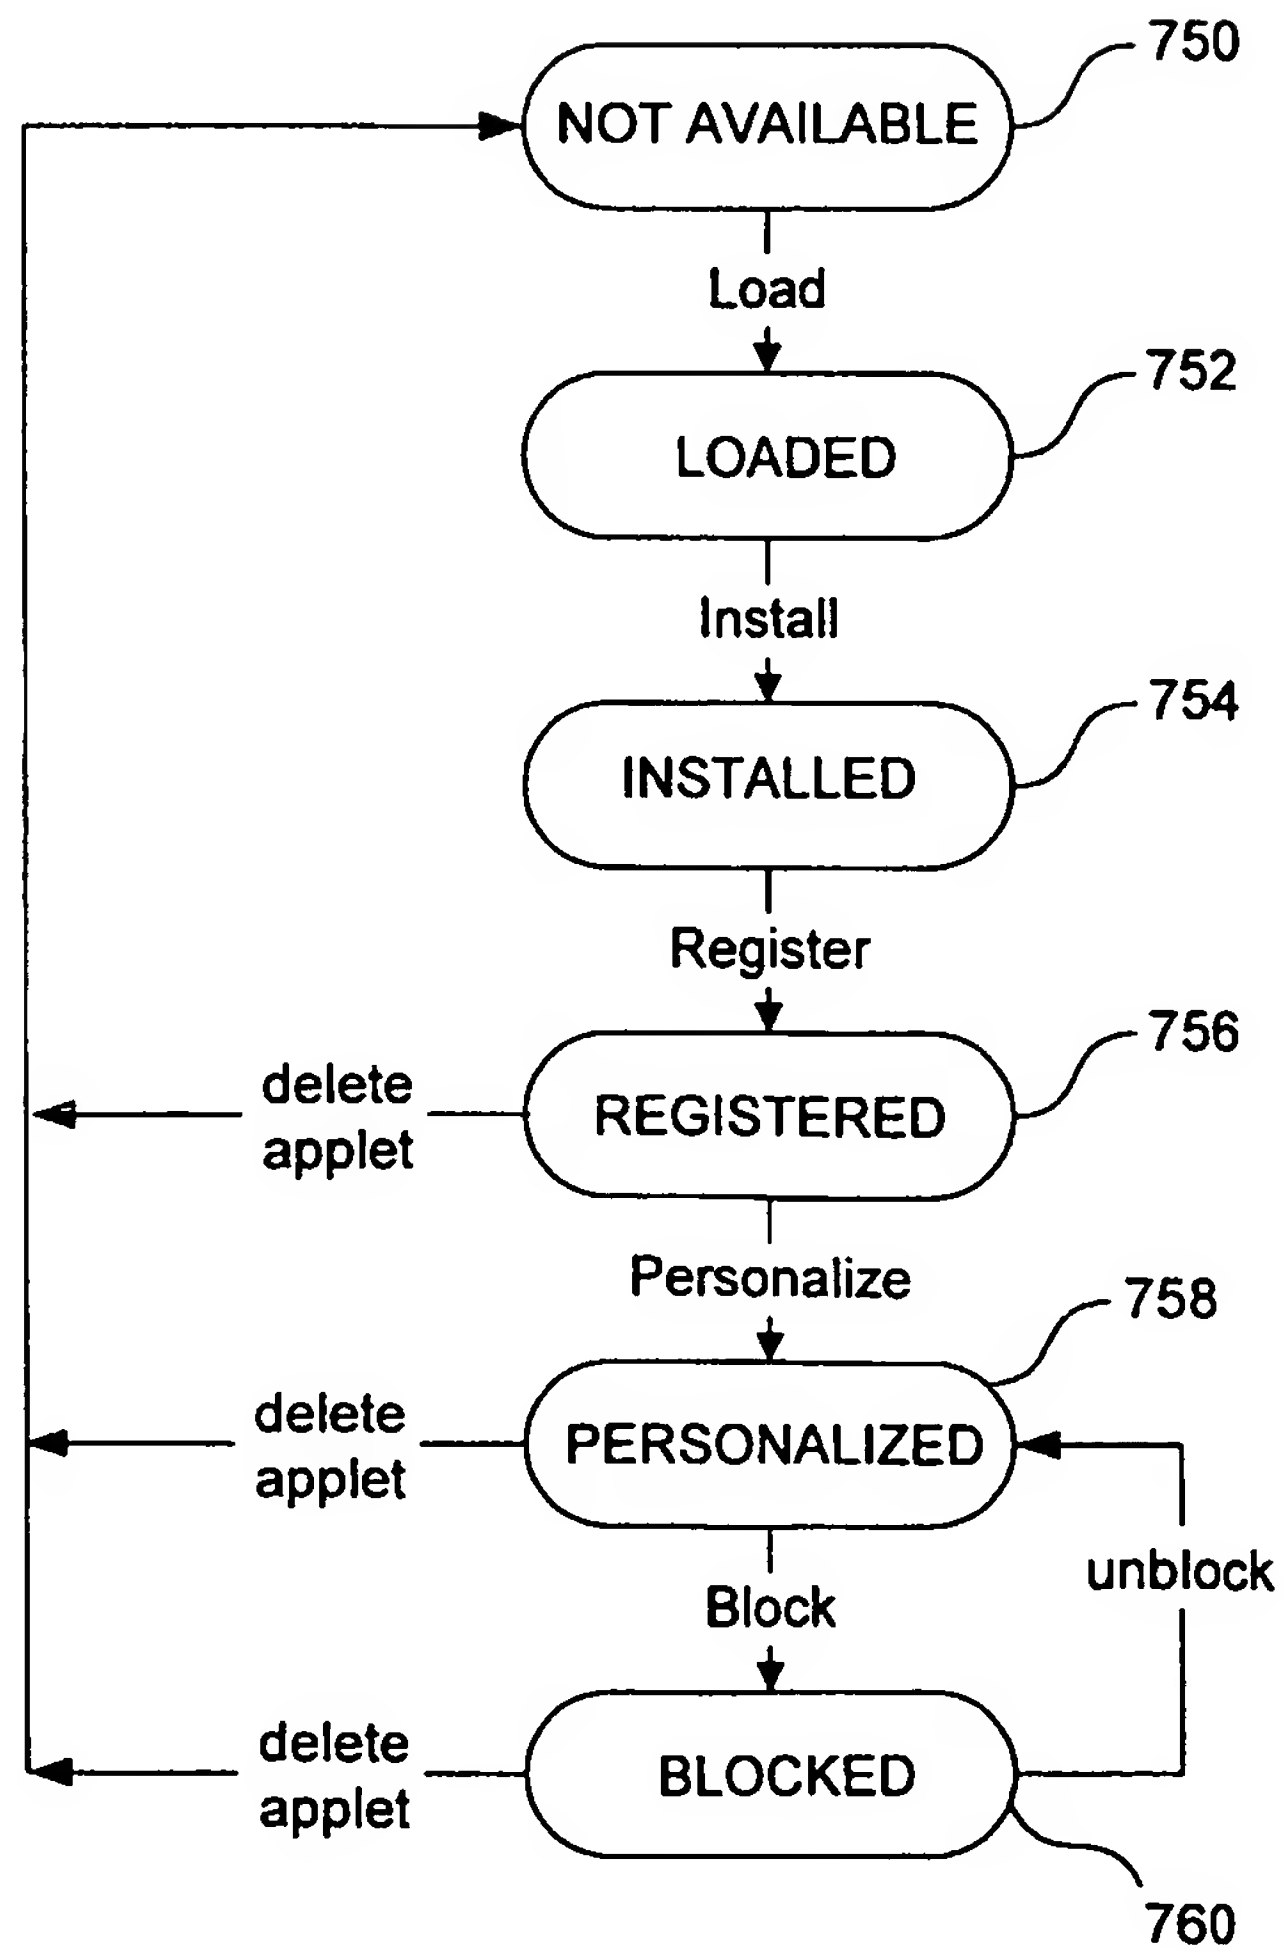 750
NOT AVAILABLE
Load
752
LOADED
Install
754
INSTALLED
Register
756
delete
applet
REGISTERED
Personalize
758
delete
applet
PERSONALIZED
unblock
Block
delete
applet
BLOCKED
760